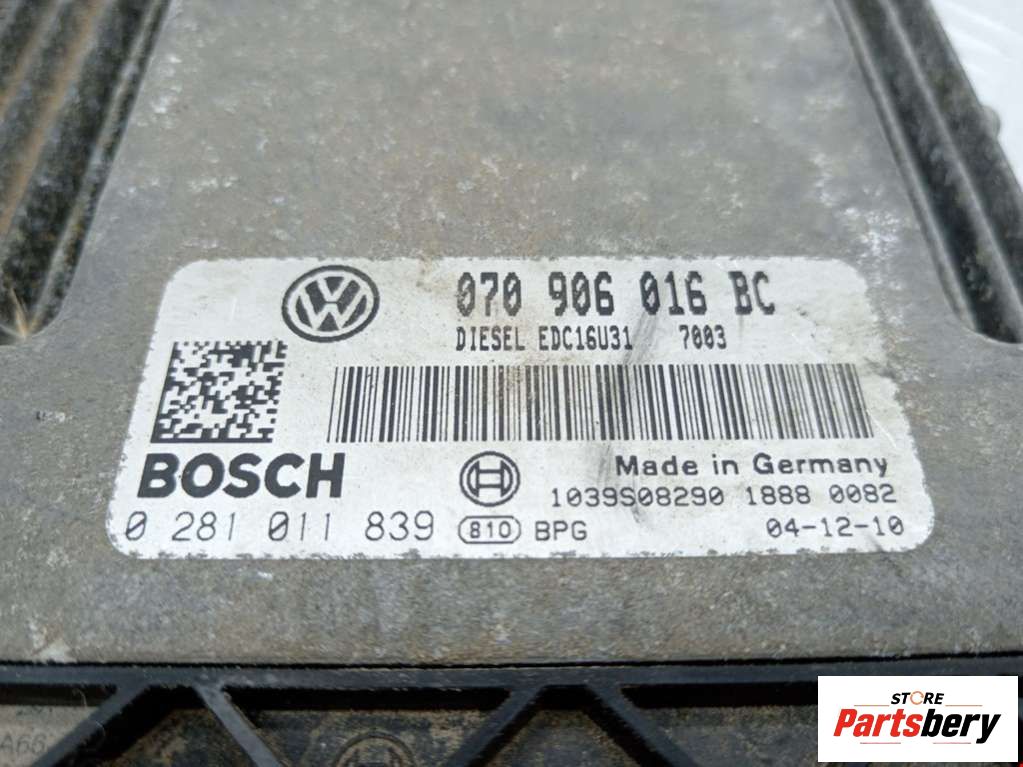 070 906 016 BC
DIESEL EDC16U31 7003
BOSCH
Made in Germany
1039S08290 1888 0082
0 281 011 839 810 BPG 04-12-10
A68
STORE
Partsbery